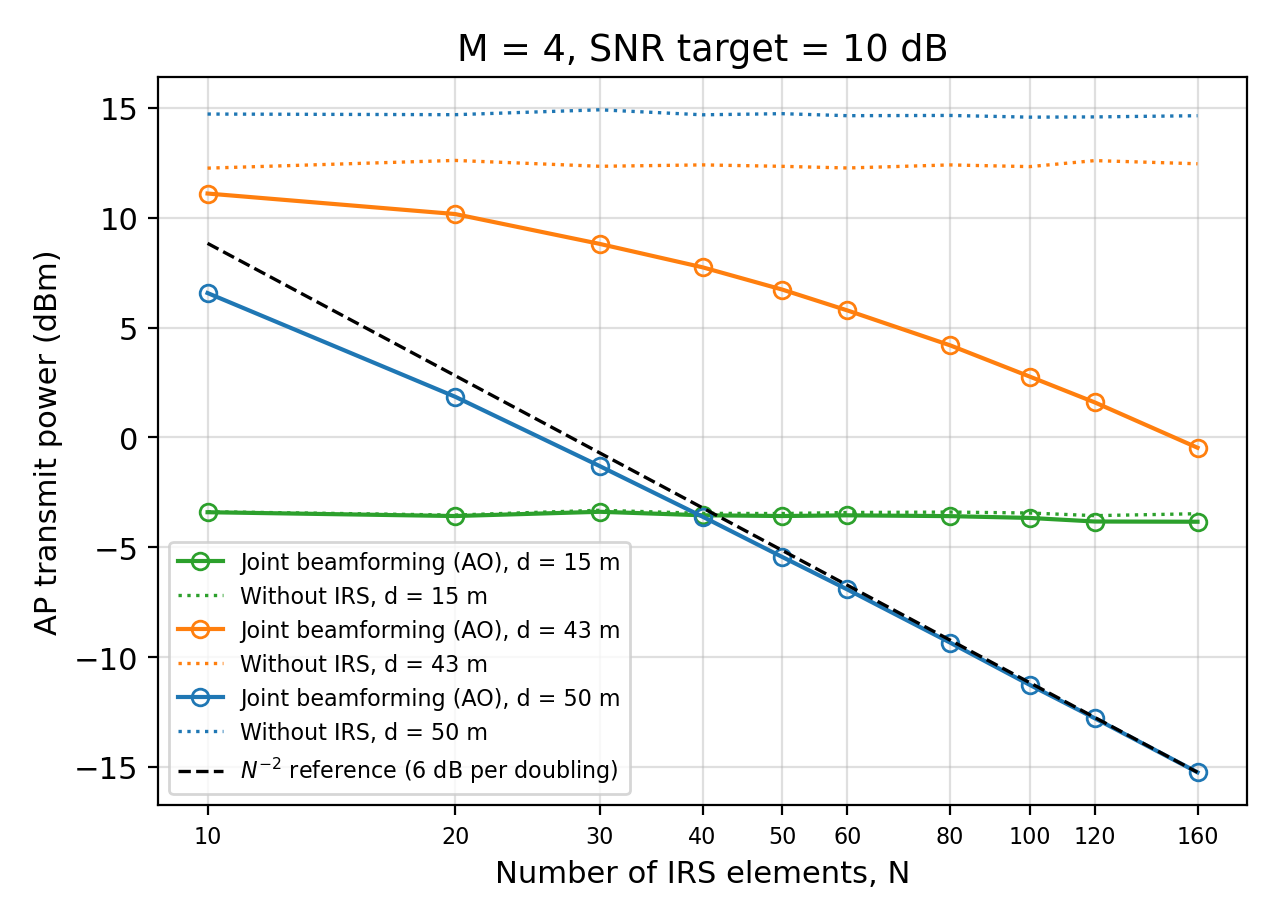 M = 4, SNR target = 10 dB
AP transmit power (dBm)
15
10
5
0
−5
−10
−15
Joint beamforming (AO), d = 15 m
Without IRS, d = 15 m
Joint beamforming (AO), d = 43 m
Without IRS, d = 43 m
Joint beamforming (AO), d = 50 m
Without IRS, d = 50 m
N⁻² reference (6 dB per doubling)
10 20 30 40 50 60 80 100 120 160
Number of IRS elements, N